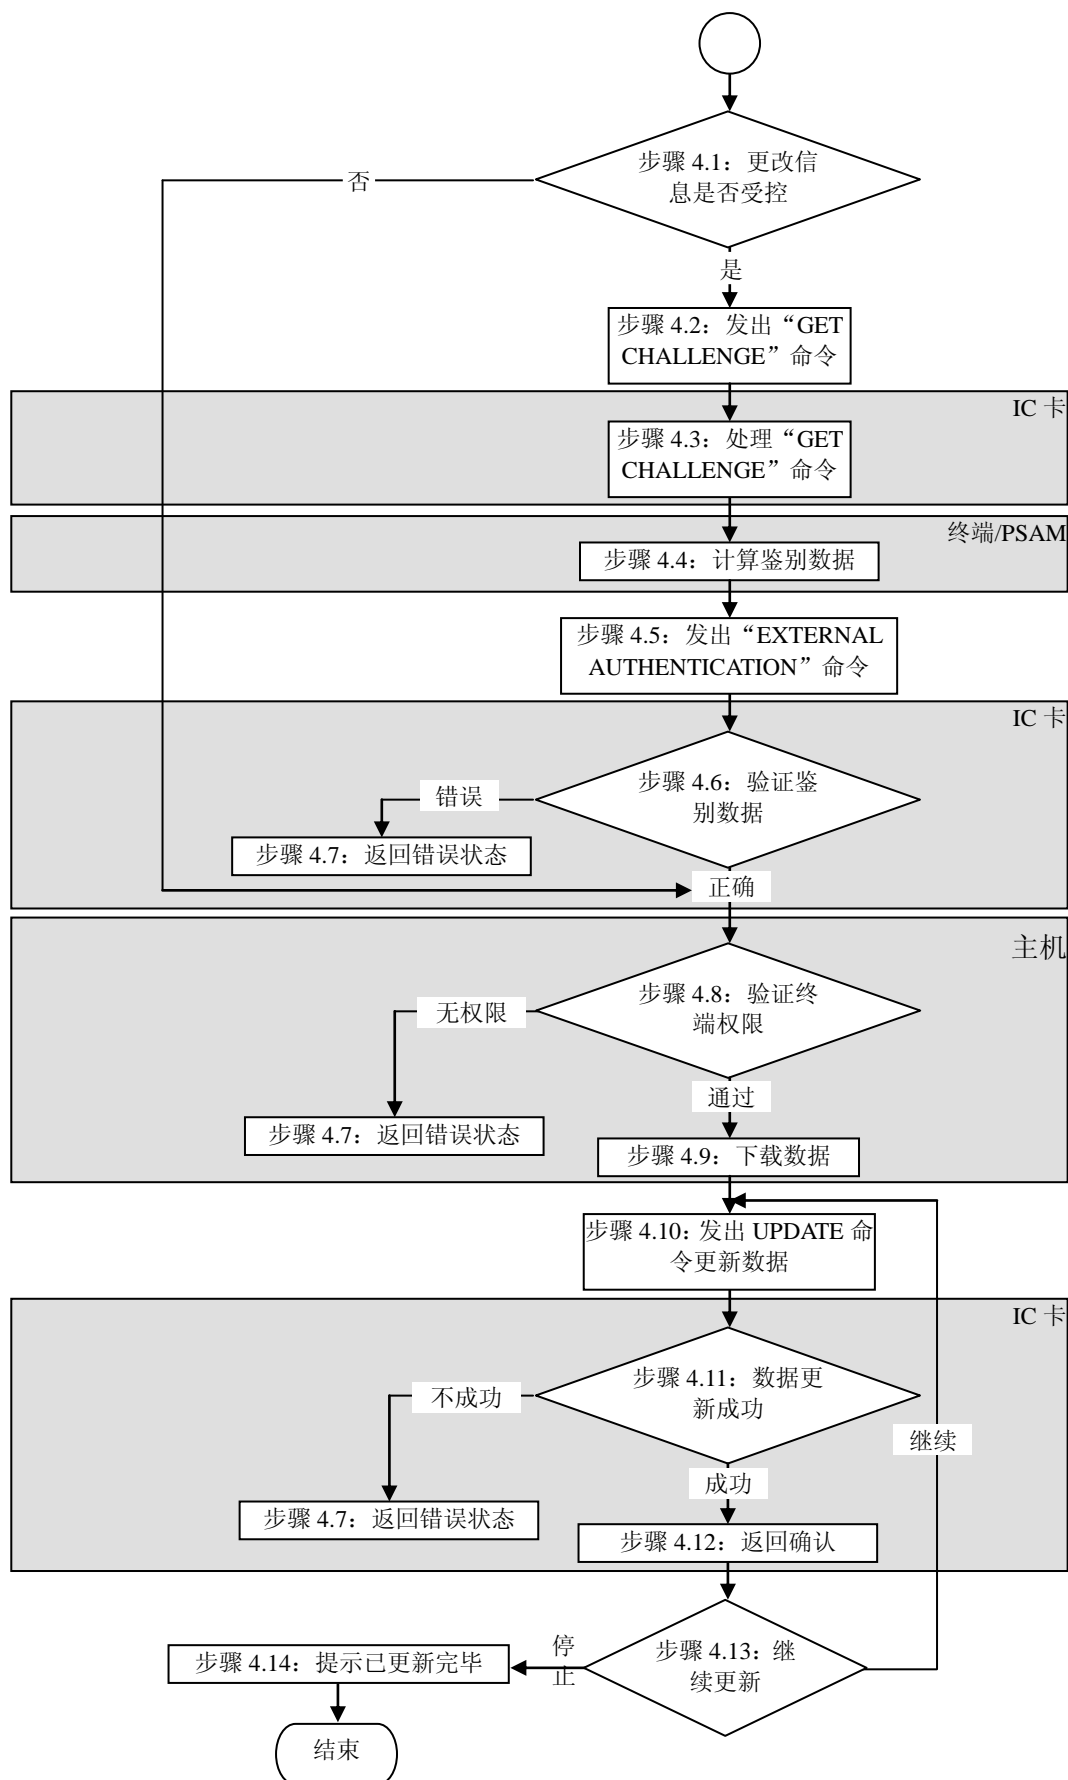 步骤 4.1：更改信
息是否受控
否
是
步骤 4.2：发出“GET
CHALLENGE”命令
IC 卡
步骤 4.3：处理“GET
CHALLENGE”命令
终端/PSAM
步骤 4.4：计算鉴别数据
步骤 4.5：发出“EXTERNAL
AUTHENTICATION”命令
IC 卡
步骤 4.6：验证鉴
别数据
错误
步骤 4.7：返回错误状态
正确
主机
步骤 4.8：验证终
端权限
无权限
通过
步骤 4.7：返回错误状态
步骤 4.9：下载数据
步骤 4.10：发出 UPDATE 命
令更新数据
IC 卡
步骤 4.11：数据更
新成功
不成功
继续
成功
步骤 4.7：返回错误状态
步骤 4.12：返回确认
步骤 4.13：继
续更新
停
止
步骤 4.14：提示已更新完毕
结束